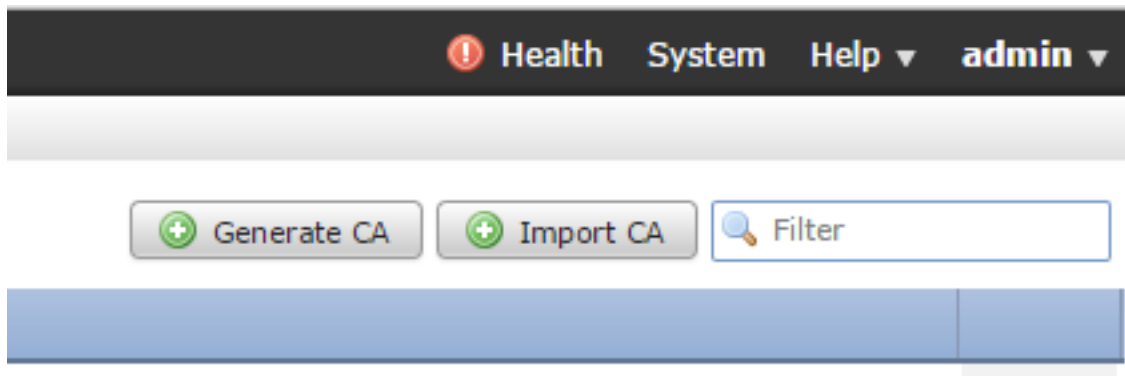 Health System Help ▼ admin ▼
Generate CA Import CA Filter